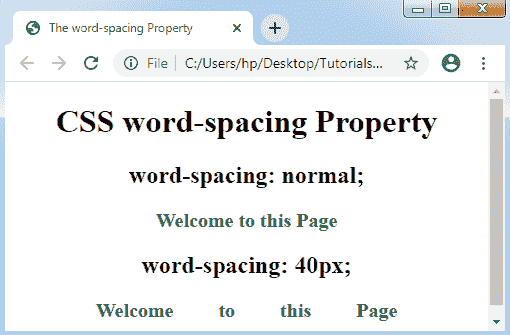 The word-spacing Property
File C:/Users/hp/Desktop/Tutorials...
CSS word-spacing Property
word-spacing: normal;
Welcome to this Page
word-spacing: 40px;
Welcome to this Page